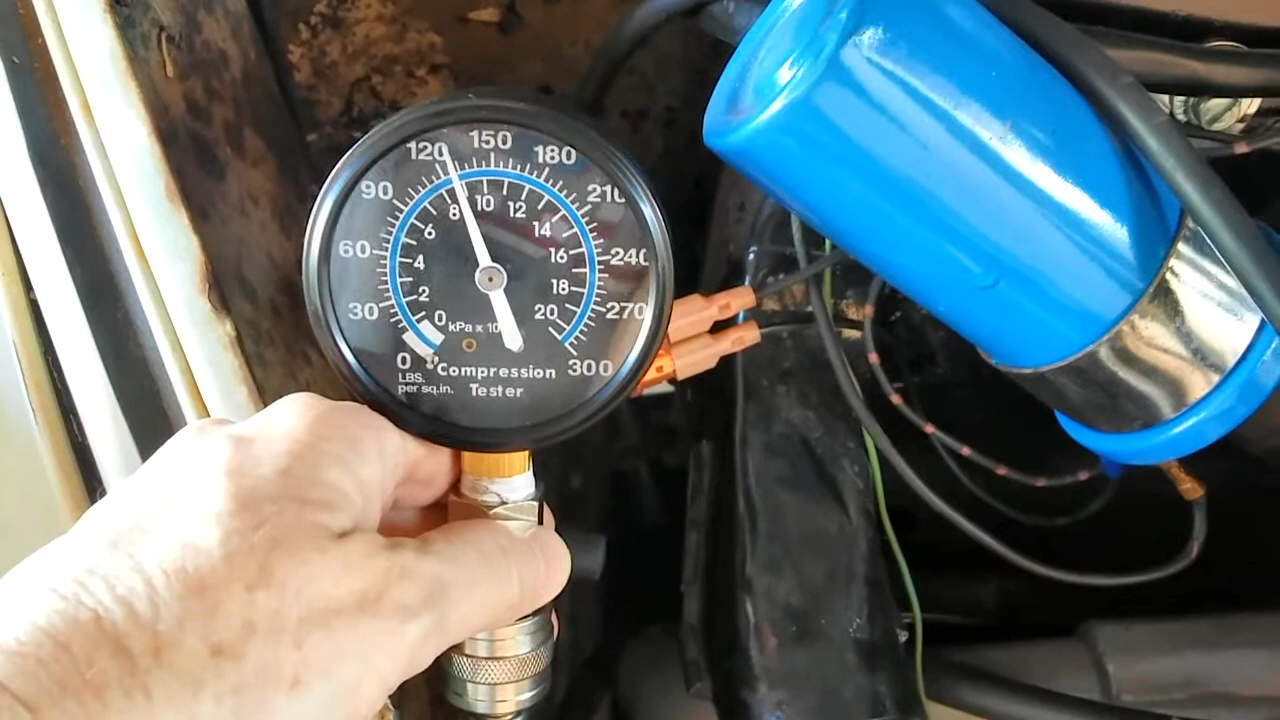 0 30 60 90 120 150 180 210 240 270 300
0 2 4 6 8 10 12 14 16 18 20
kPa x 10
LBS.
per sq.in.
Compression
Tester